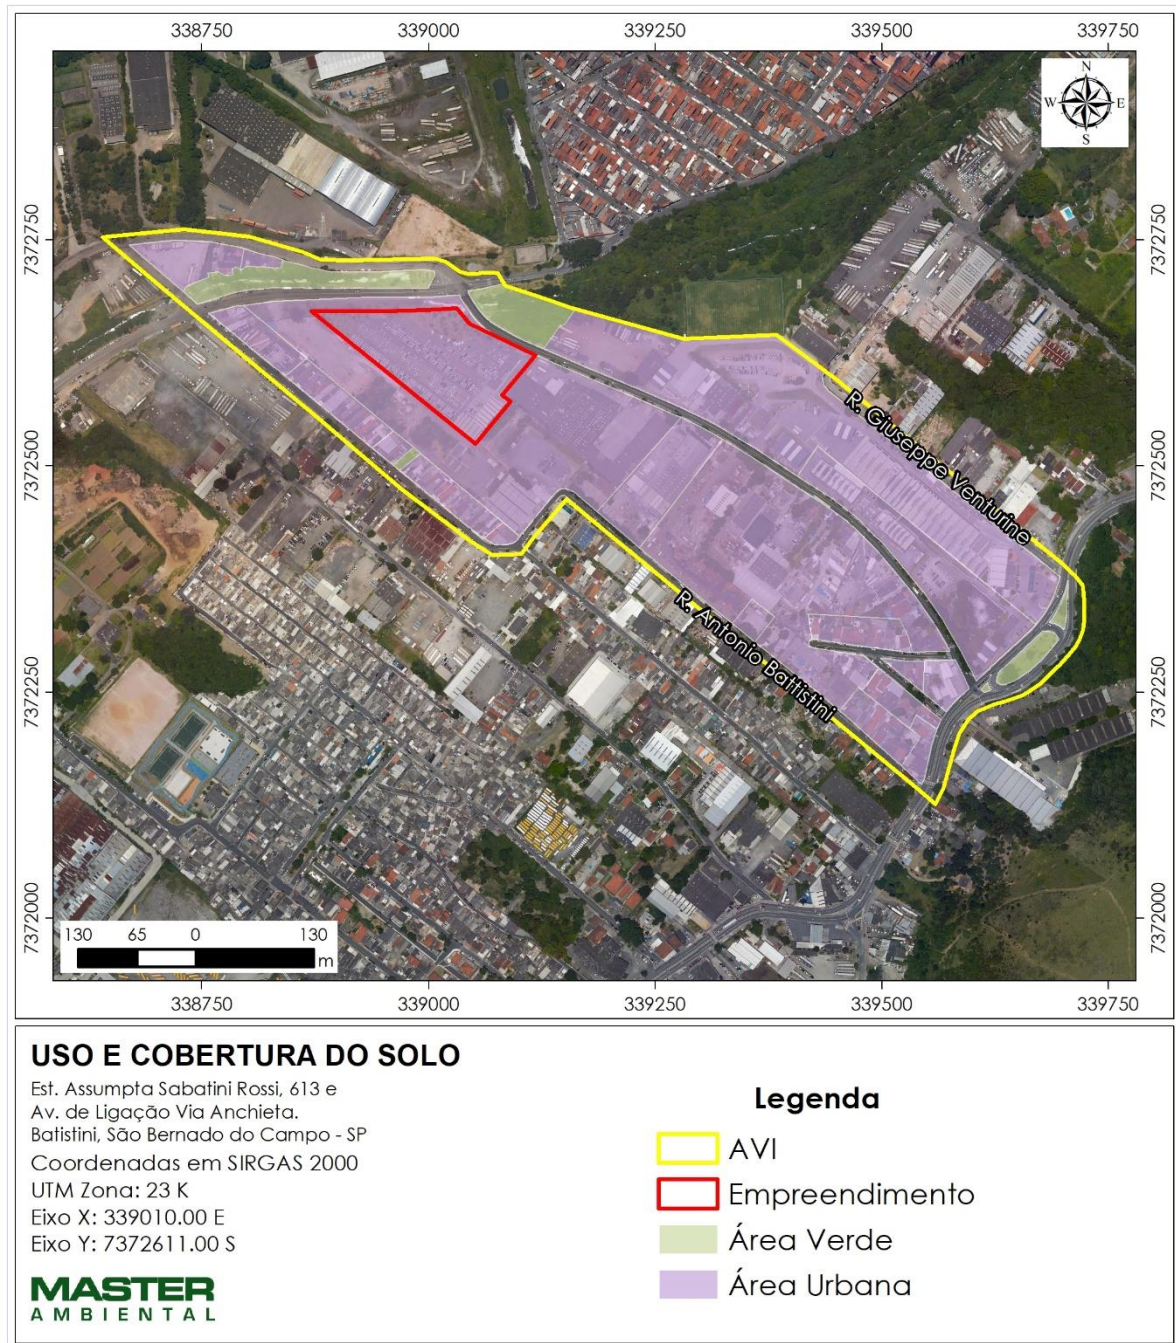 338750 339000 339250 339500 339750
N
W E
S
7372750 7372750
R. Giuseppe Venturine
7372500 7372500
R. Antonio Battistini
7372250 7372250
7372000 7372000
130 65 0 130
m
338750 339000 339250 339500 339750
USO E COBERTURA DO SOLO
Est. Assumpta Sabatini Rossi, 613 e
Av. de Ligação Via Anchieta.
Batistini, São Bernado do Campo - SP
Coordenadas em SIRGAS 2000
UTM Zona: 23 K
Eixo X: 339010.00 E
Eixo Y: 7372611.00 S
MASTER
AMBIENTAL
Legenda
AVI
Empreendimento
Área Verde
Área Urbana